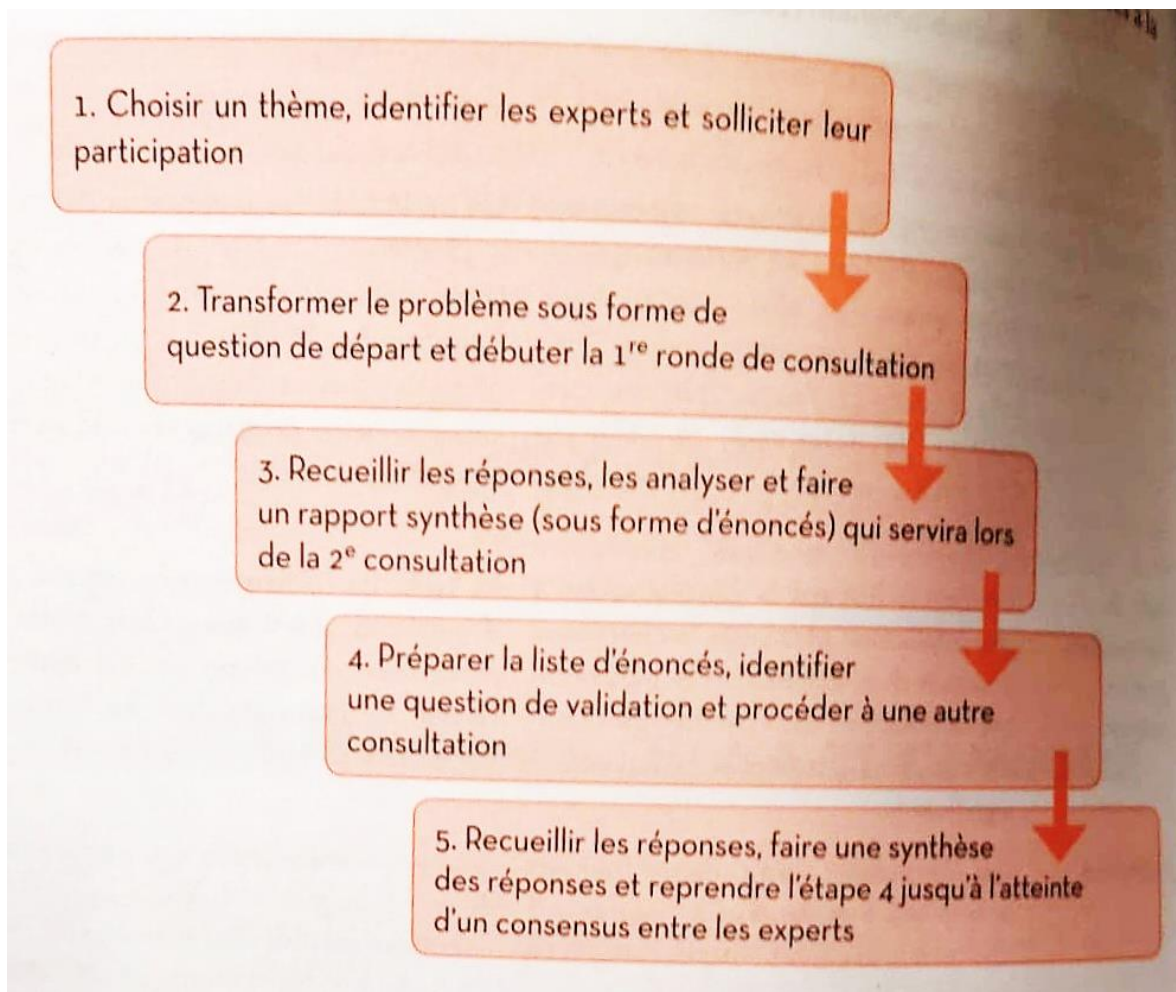 1. Choisir un thème, identifier les experts et solliciter leur
participation
2. Transformer le problème sous forme de
question de départ et débuter la 1re ronde de consultation
3. Recueillir les réponses, les analyser et faire
un rapport synthèse (sous forme d'énoncés) qui servira lors
de la 2e consultation
4. Préparer la liste d'énoncés, identifier
une question de validation et procéder à une autre
consultation
5. Recueillir les réponses, faire une synthèse
des réponses et reprendre l'étape 4 jusqu'à l'atteinte
d'un consensus entre les experts